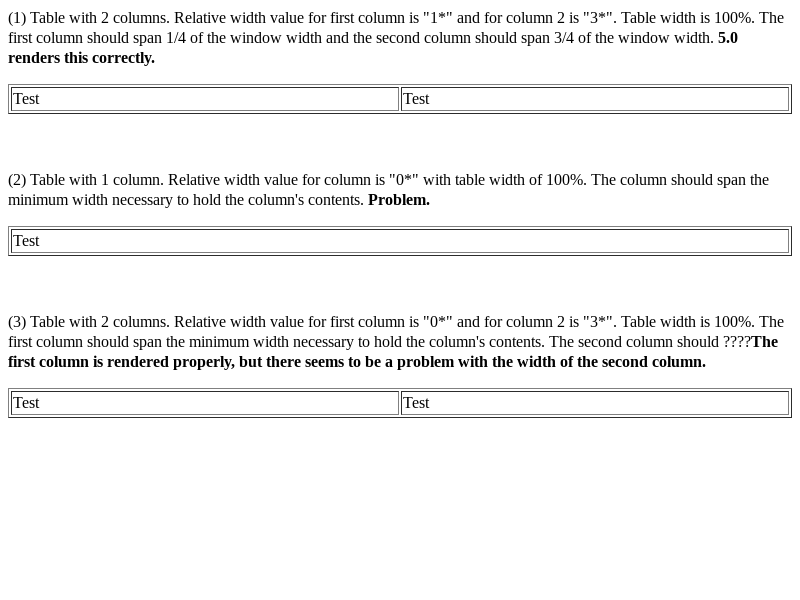 (1) Table with 2 columns. Relative width value for first column is "1*" and for column 2 is "3*". Table width is 100%. The
first column should span 1/4 of the window width and the second column should span 3/4 of the window width. 5.0
renders this correctly.
Test Test
(2) Table with 1 column. Relative width value for column is "0*" with table width of 100%. The column should span the
minimum width necessary to hold the column's contents. Problem.
Test
(3) Table with 2 columns. Relative width value for first column is "0*" and for column 2 is "3*". Table width is 100%. The
first column should span the minimum width necessary to hold the column's contents. The second column should ????The
first column is rendered properly, but there seems to be a problem with the width of the second column.
Test Test